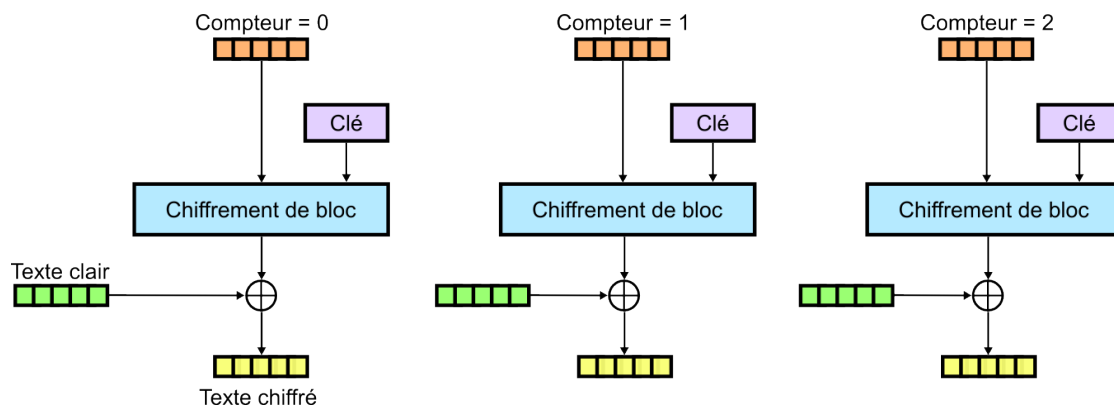 Compteur = 0
Compteur = 1
Compteur = 2
Clé
Clé
Clé
Chiffrement de bloc
Chiffrement de bloc
Chiffrement de bloc
Texte clair
Texte chiffré